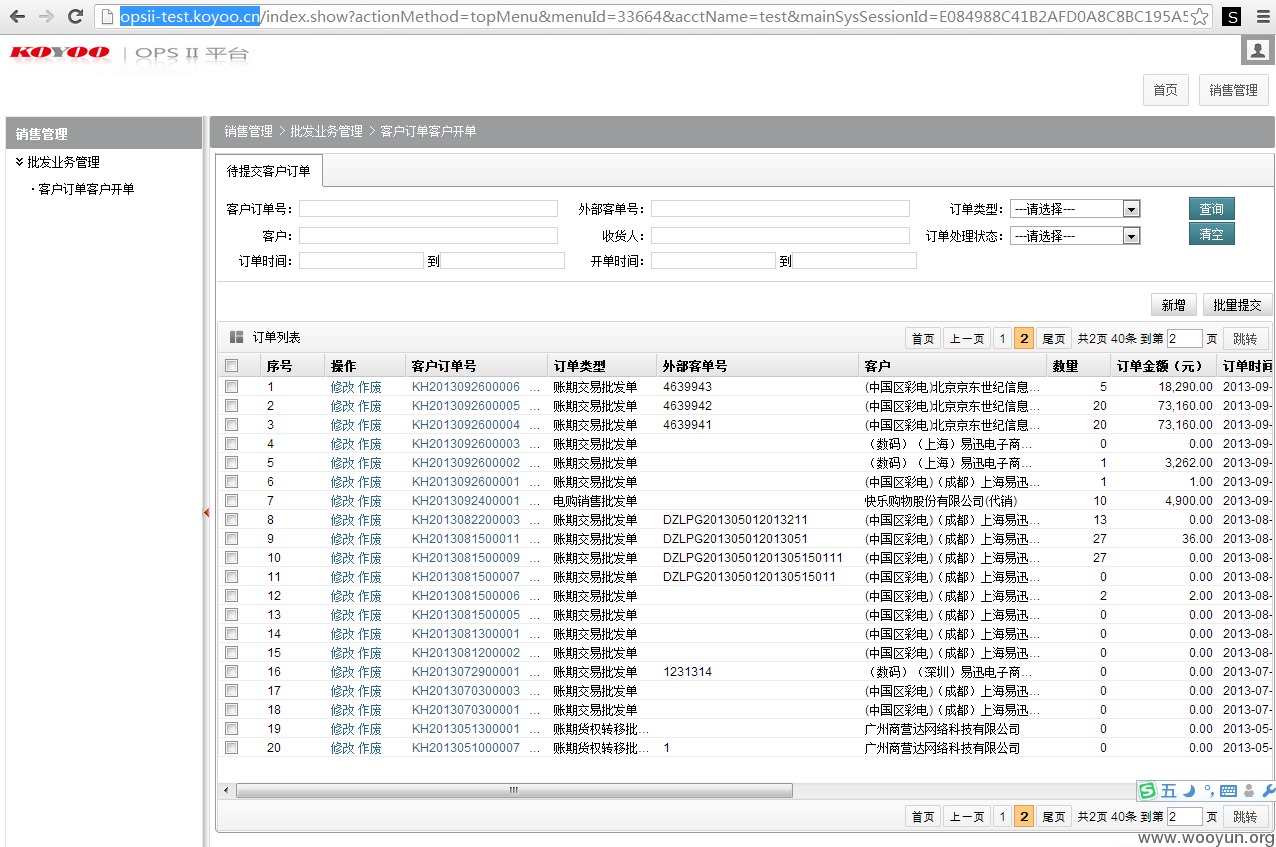 opsii-test.koyoo.cn/index.show?actionMethod=topMenu&menuId=33664&acctName=test&mainSysSessionId=E084988C41B2AFD0A8C8BC195A5
KOYOO | OPS II 平台
首页 销售管理
销售管理
批发业务管理
· 客户订单客户开单
销售管理 > 批发业务管理 > 客户订单客户开单
待提交客户订单
客户订单号： 外部客单号： 订单类型： ---请选择--- 查询
客户： 收货人： 订单处理状态： ---请选择--- 清空
订单时间： 到 开单时间： 到
新增 批量提交
订单列表 首页 上一页 1 2 尾页 共2页 40条 到第 2 页 跳转
序号 操作 客户订单号 订单类型 外部客单号 客户 数量 订单金额（元） 订单时间
1 修改 作废 KH2013092600006 ... 账期交易批发单 4639943 (中国区彩电)北京京东世纪信息... 5 18,290.00 2013-09-
2 修改 作废 KH2013092600005 ... 账期交易批发单 4639942 (中国区彩电)北京京东世纪信息... 20 73,160.00 2013-09-
3 修改 作废 KH2013092600004 ... 账期交易批发单 4639941 (中国区彩电)北京京东世纪信息... 20 73,160.00 2013-09-
4 修改 作废 KH2013092600003 ... 账期交易批发单 （数码）（上海）易迅电子商... 0 0.00 2013-09-
5 修改 作废 KH2013092600002 ... 账期交易批发单 （数码）（上海）易迅电子商... 1 3,262.00 2013-09-
6 修改 作废 KH2013092600001 ... 账期交易批发单 (中国区彩电)（成都）上海易迅... 1 1.00 2013-09-
7 修改 作废 KH2013092400001 ... 电购销售批发单 快乐购物股份有限公司(代销) 10 4,900.00 2013-09-
8 修改 作废 KH2013082200003 ... 账期交易批发单 DZLPG201305012013211 (中国区彩电)（成都）上海易迅... 13 0.00 2013-08-
9 修改 作废 KH2013081500011 ... 账期交易批发单 DZLPG201305012013051 (中国区彩电)（成都）上海易迅... 27 36.00 2013-08-
10 修改 作废 KH2013081500009 ... 账期交易批发单 DZLPG20130501201305150111 (中国区彩电)（成都）上海易迅... 27 0.00 2013-08-
11 修改 作废 KH2013081500007 ... 账期交易批发单 DZLPG2013050120130515011 (中国区彩电)（成都）上海易迅... 0 0.00 2013-08-
12 修改 作废 KH2013081500006 ... 账期交易批发单 (中国区彩电)（成都）上海易迅... 2 2.00 2013-08-
13 修改 作废 KH2013081500005 ... 账期交易批发单 (中国区彩电)（成都）上海易迅... 0 0.00 2013-08-
14 修改 作废 KH2013081300001 ... 账期交易批发单 (中国区彩电)（成都）上海易迅... 0 0.00 2013-08-
15 修改 作废 KH2013081200002 ... 账期交易批发单 (中国区彩电)（成都）上海易迅... 0 0.00 2013-08-
16 修改 作废 KH2013072900001 ... 账期交易批发单 1231314 （数码）（深圳）易迅电子商... 0 0.00 2013-07-
17 修改 作废 KH2013070300003 ... 账期交易批发单 (中国区彩电)（成都）上海易迅... 0 0.00 2013-07-
18 修改 作废 KH2013070300001 ... 账期交易批发单 (中国区彩电)（成都）上海易迅... 0 0.00 2013-07-
19 修改 作废 KH2013051300001 ... 账期货权转移批... 广州商营达网络科技有限公司 0 0.00 2013-05-
20 修改 作废 KH2013051000007 ... 账期货权转移批... 1 广州商营达网络科技有限公司 0 0.00 2013-05-
S 五
首页 上一页 1 2 尾页 共2页 40条 到第 2 页 跳转
www.wooyun.org